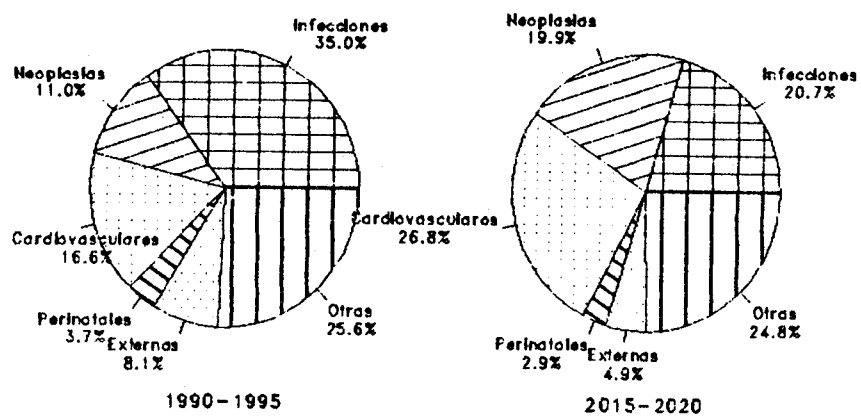 Infecciones
35.0%
Neoplasias
11.0%
Cardiovasculares
16.6%
Perinatales
3.7%
Externas
8.1%
Otras
25.6%
1990-1995
Neoplasias
19.9%
Infecciones
20.7%
Cardiovasculares
26.8%
Perinatales
2.9%
Externas
4.9%
Otras
24.8%
2015-2020